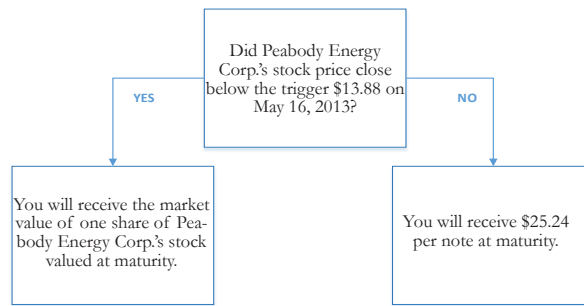 Did Peabody Energy
Corp.'s stock price close
below the trigger $13.88 on
May 16, 2013?
YES
NO
You will receive the market
value of one share of Pea-
body Energy Corp.'s stock
valued at maturity.
You will receive $25.24
per note at maturity.